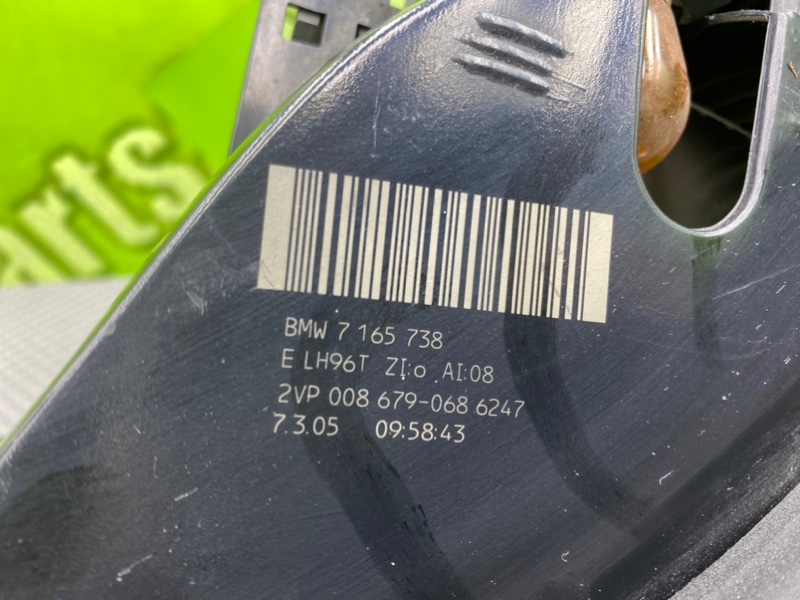 arts
BMW 7 165 738
E LH96T ZI:o AI:08
2VP 008 679-068 6247
7.3.05 09:58:43